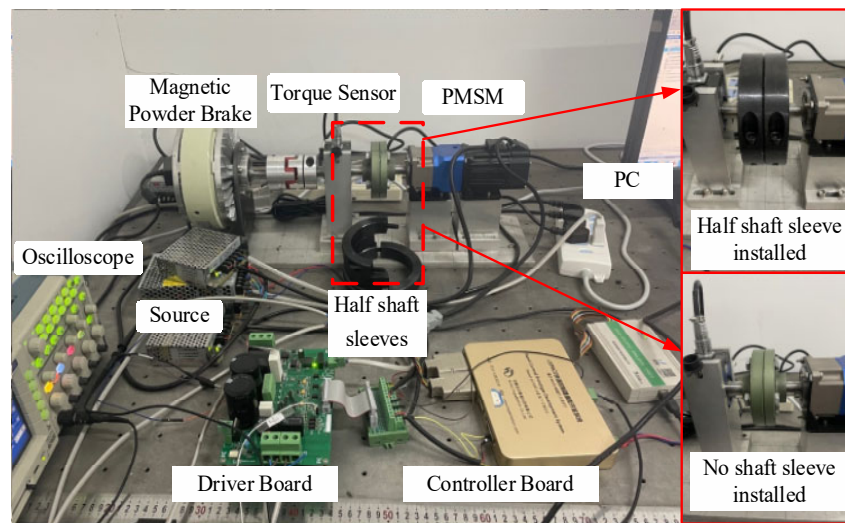 Magnetic
Powder Brake
Torque Sensor
PMSM
PC
Half shaft sleeve
installed
Oscilloscope
Source
Half shaft
sleeves
Driver Board
Controller Board
No shaft sleeve
installed